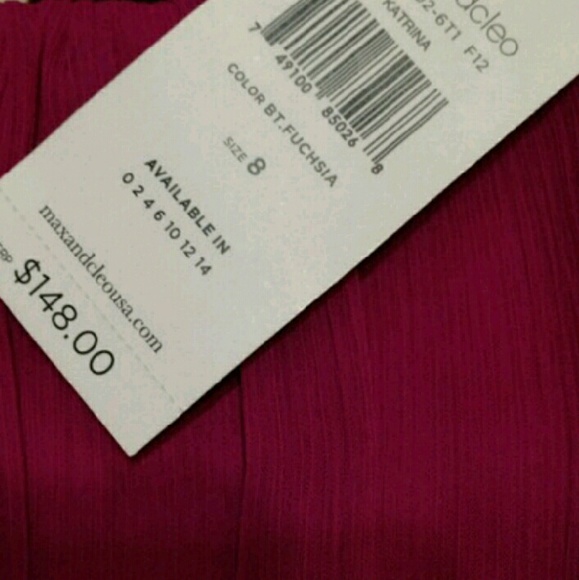 acleo
2-6T1 F12
KATRINA
7 49100 85026 8
COLOR BT.FUCHSIA
SIZE 8
AVAILABLE IN
0 2 4 6 10 12 14
maxandcleousa.com
$148.00